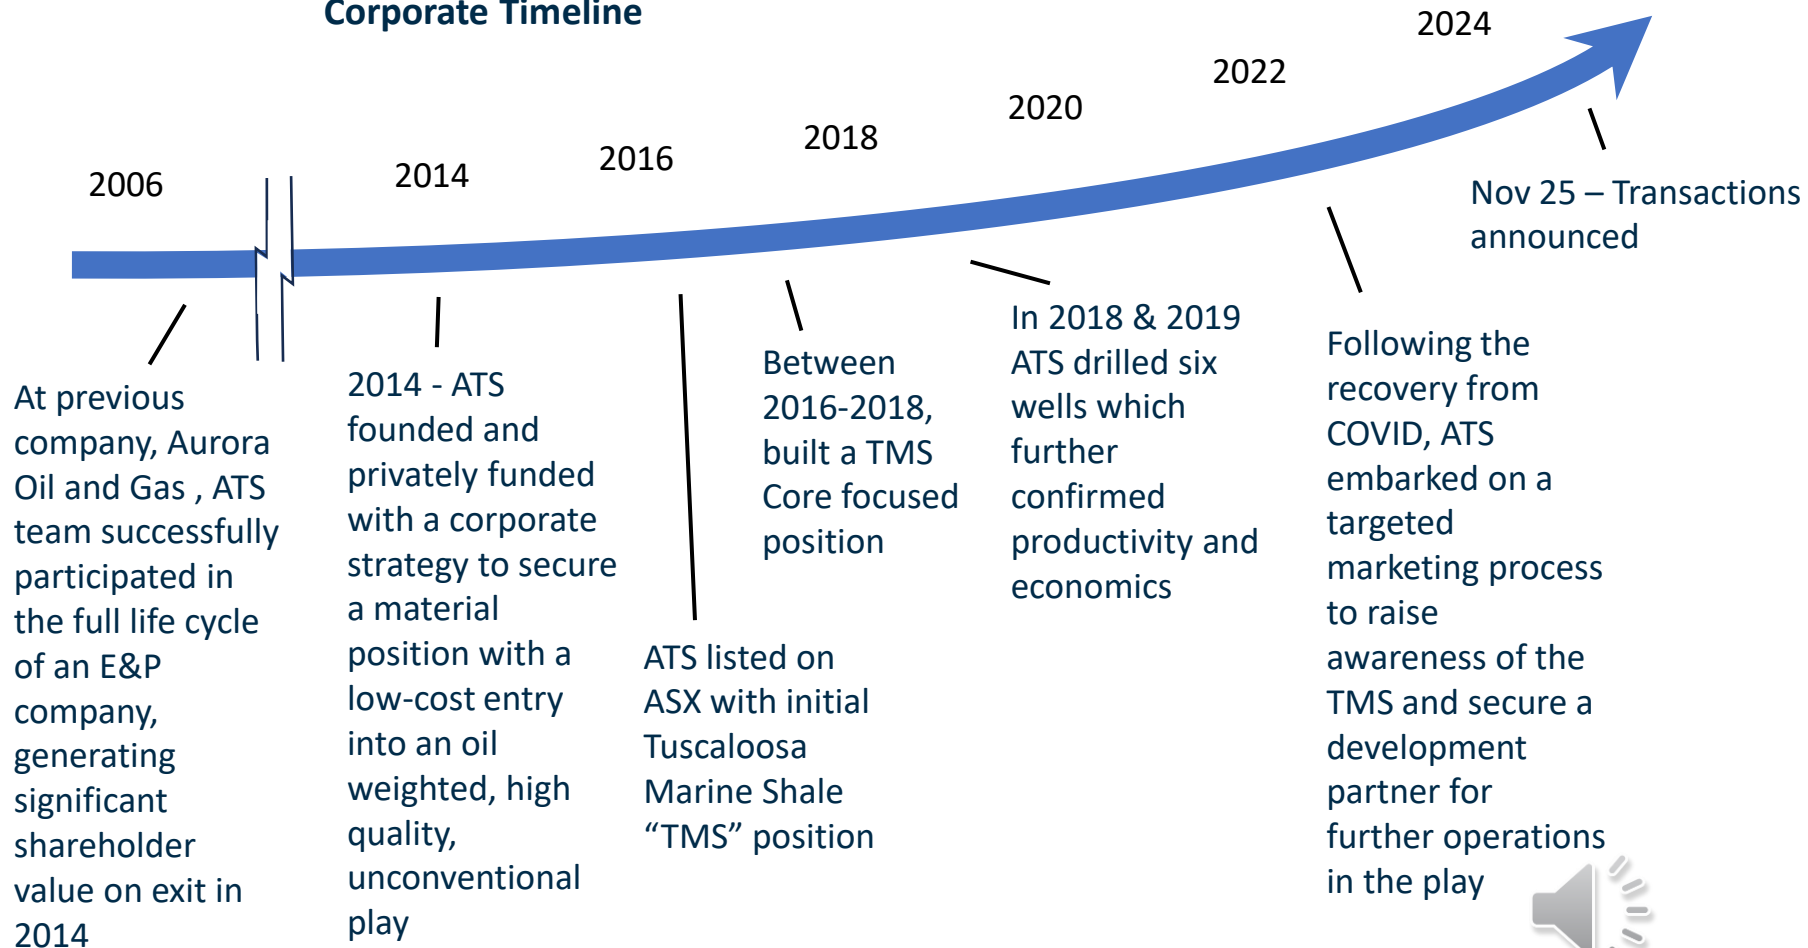 Corporate Timeline
2006
2014
2016
2018
2020
2022
2024
At previous
company, Aurora
Oil and Gas , ATS
team successfully
participated in
the full life cycle
of an E&P
company,
generating
significant
shareholder
value on exit in
2014
2014 - ATS
founded and
privately funded
with a corporate
strategy to secure
a material
position with a
low-cost entry
into an oil
weighted, high
quality,
unconventional
play
ATS listed on
ASX with initial
Tuscaloosa
Marine Shale
“TMS” position
Between
2016-2018,
built a TMS
Core focused
position
In 2018 & 2019
ATS drilled six
wells which
further
confirmed
productivity and
economics
Following the
recovery from
COVID, ATS
embarked on a
targeted
marketing process
to raise
awareness of the
TMS and secure a
development
partner for
further operations
in the play
Nov 25 – Transactions
announced